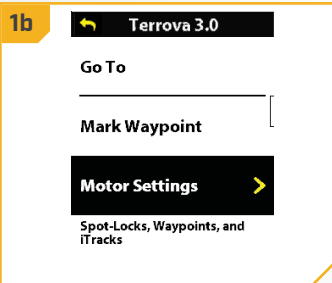 1b
Terrova 3.0
Go To
Mark Waypoint
Motor Settings
Spot-Locks, Waypoints, and
iTracks